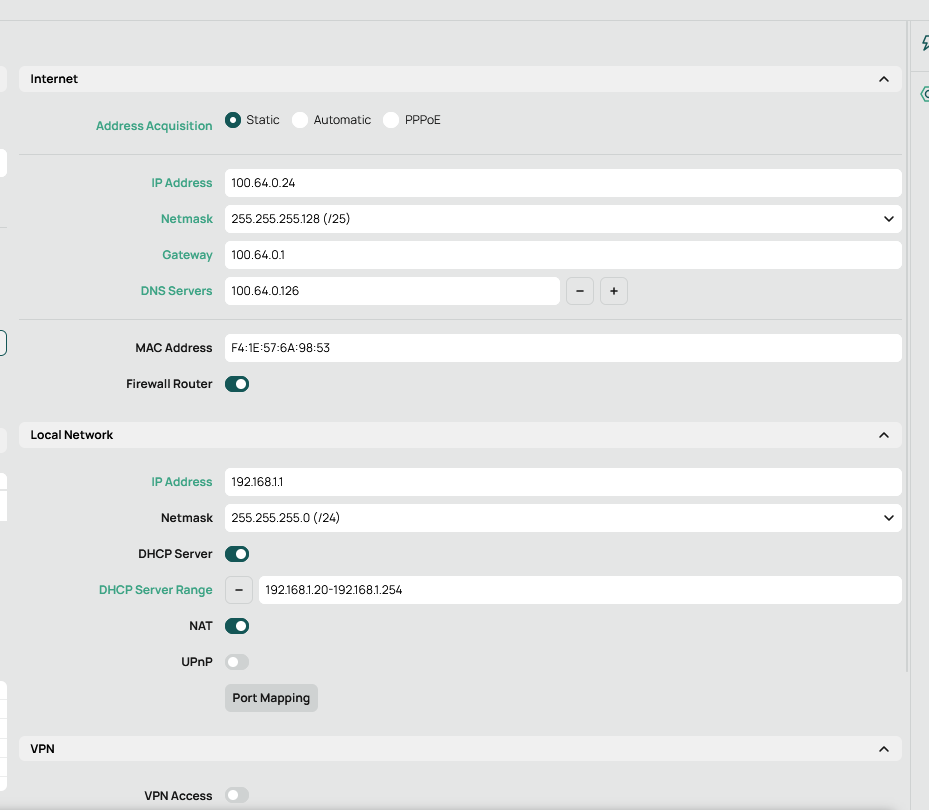 Internet
Address Acquisition Static Automatic PPPoE
IP Address 100.64.0.24
Netmask 255.255.255.128 (/25)
Gateway 100.64.0.1
DNS Servers 100.64.0.126 - +
MAC Address F4:1E:57:6A:98:53
Firewall Router
Local Network
IP Address 192.168.1.1
Netmask 255.255.255.0 (/24)
DHCP Server
DHCP Server Range - 192.168.1.20-192.168.1.254
NAT
UPnP
Port Mapping
VPN
VPN Access